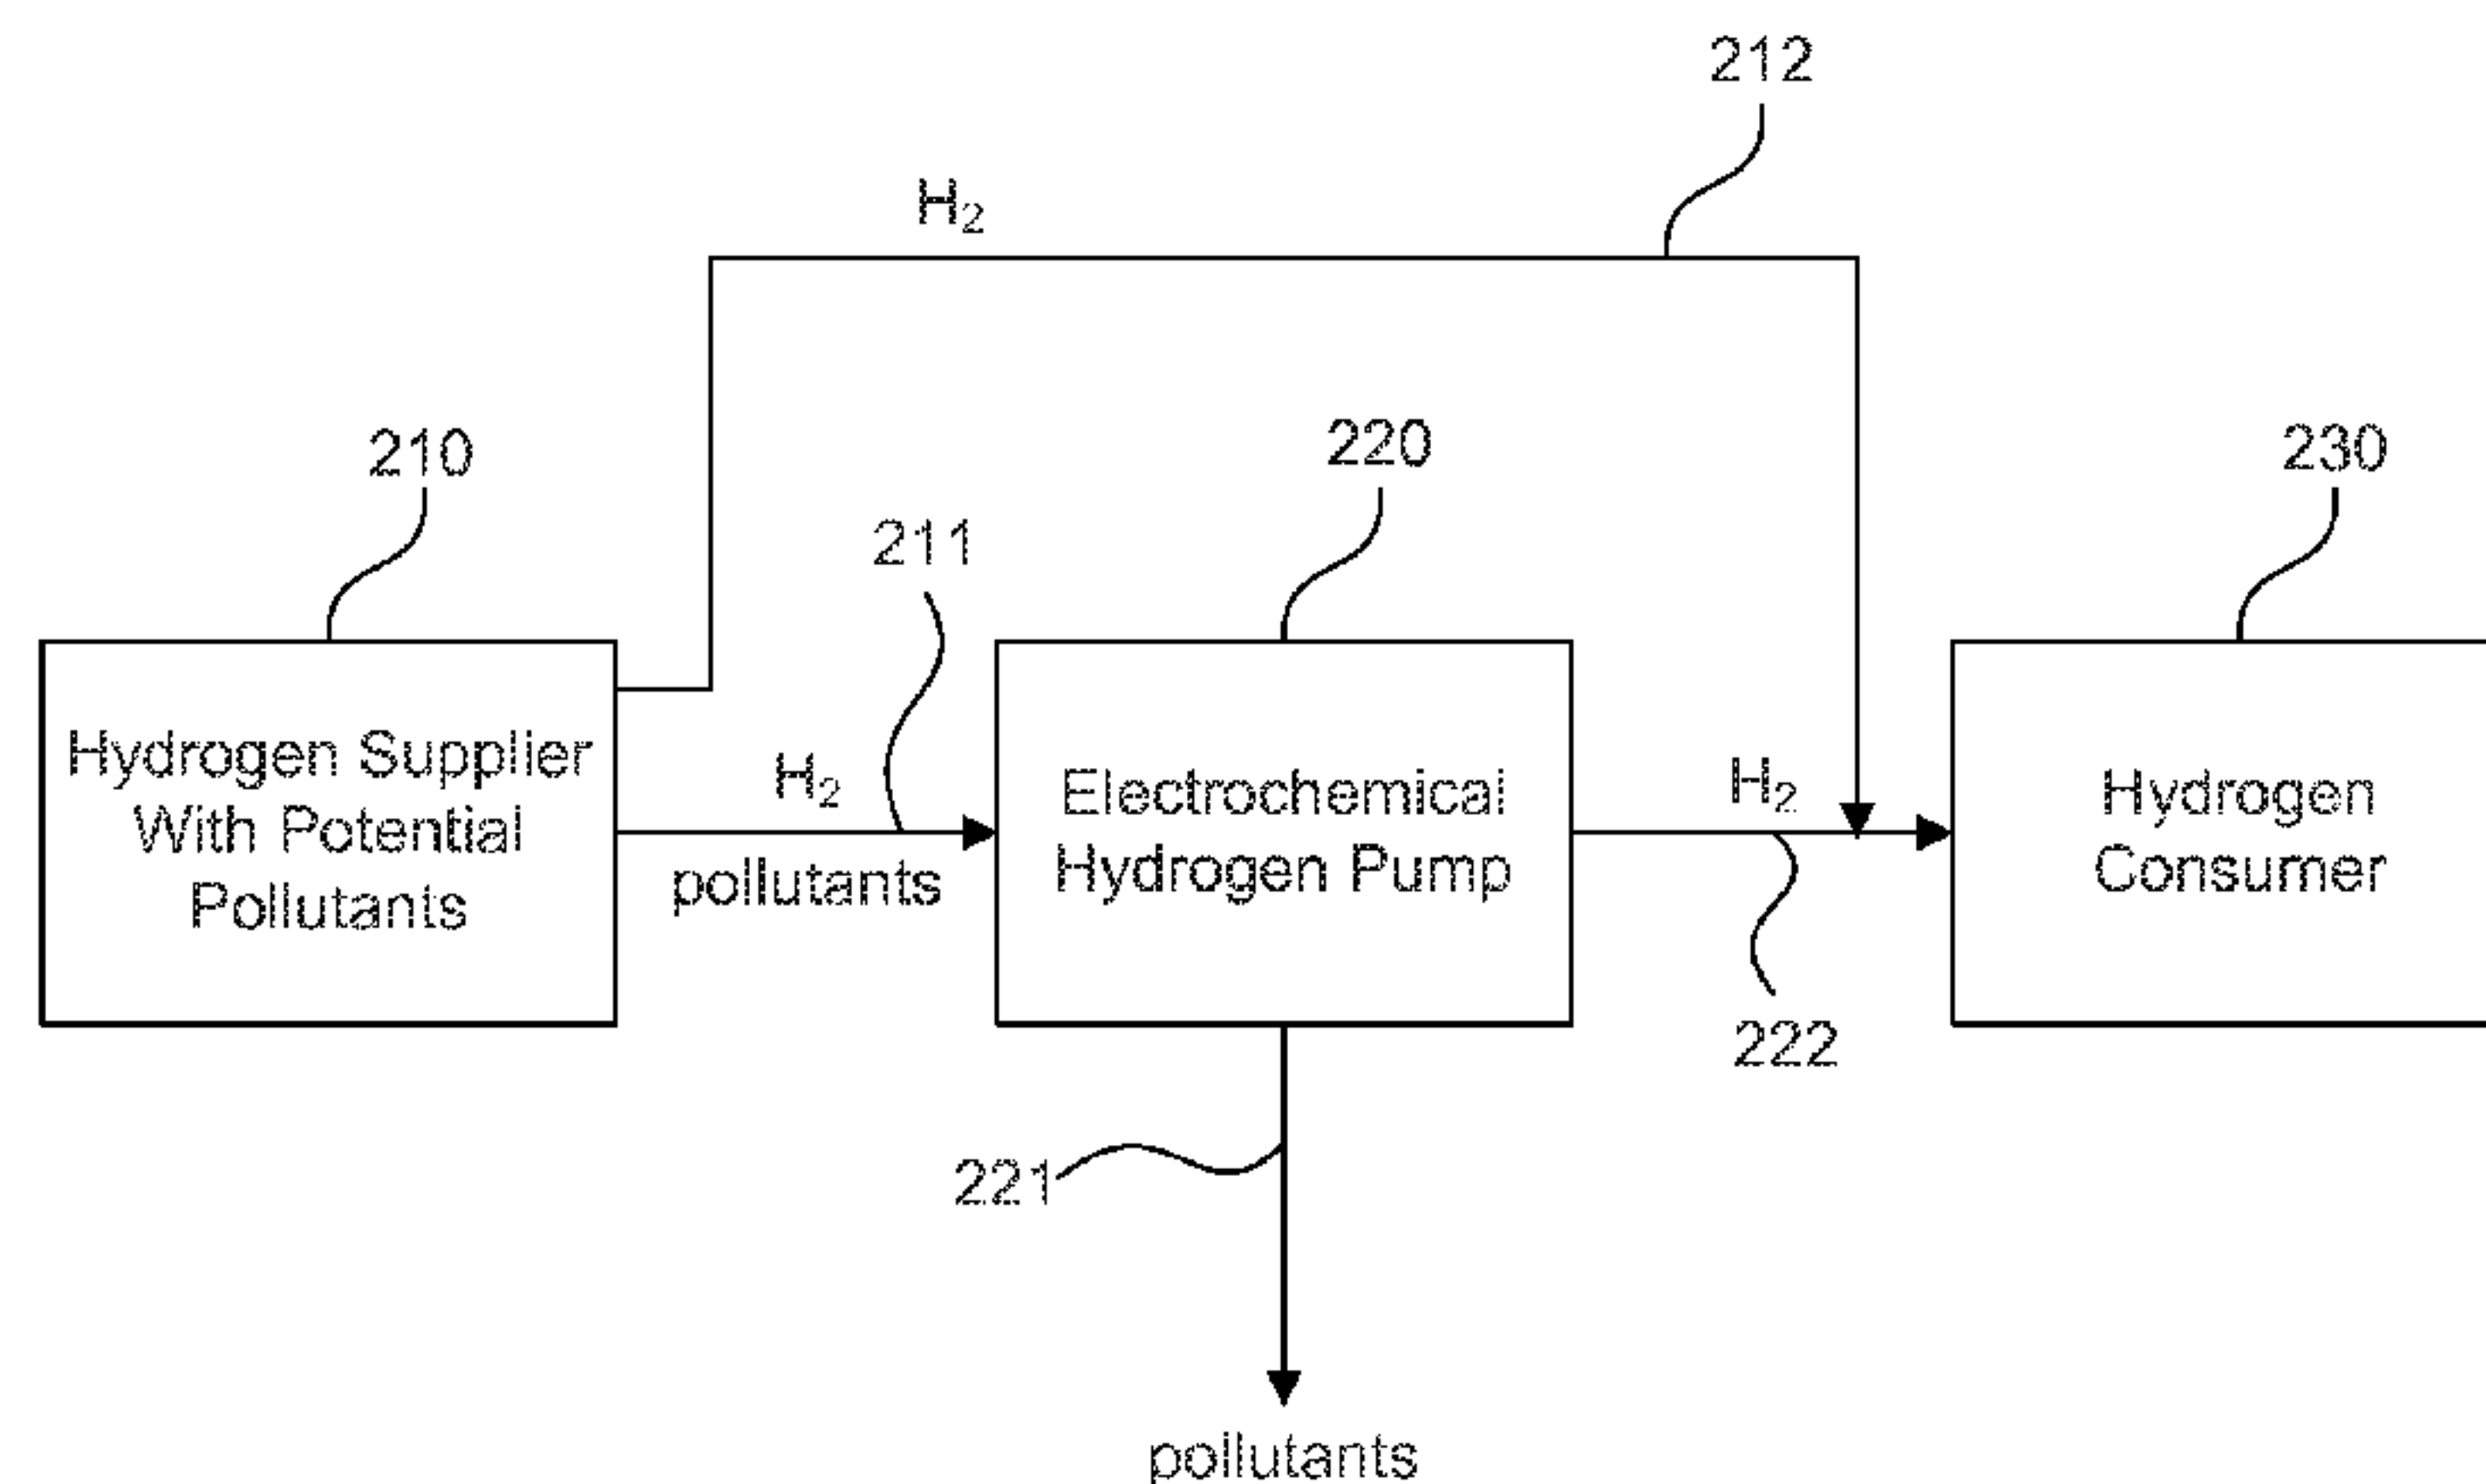 212
H₂
210
220
230
211
Hydrogen Supplier
With Potential
Pollutants
H₂
pollutants
Electrochemical
Hydrogen Pump
H₂
Hydrogen
Consumer
222
221
pollutants